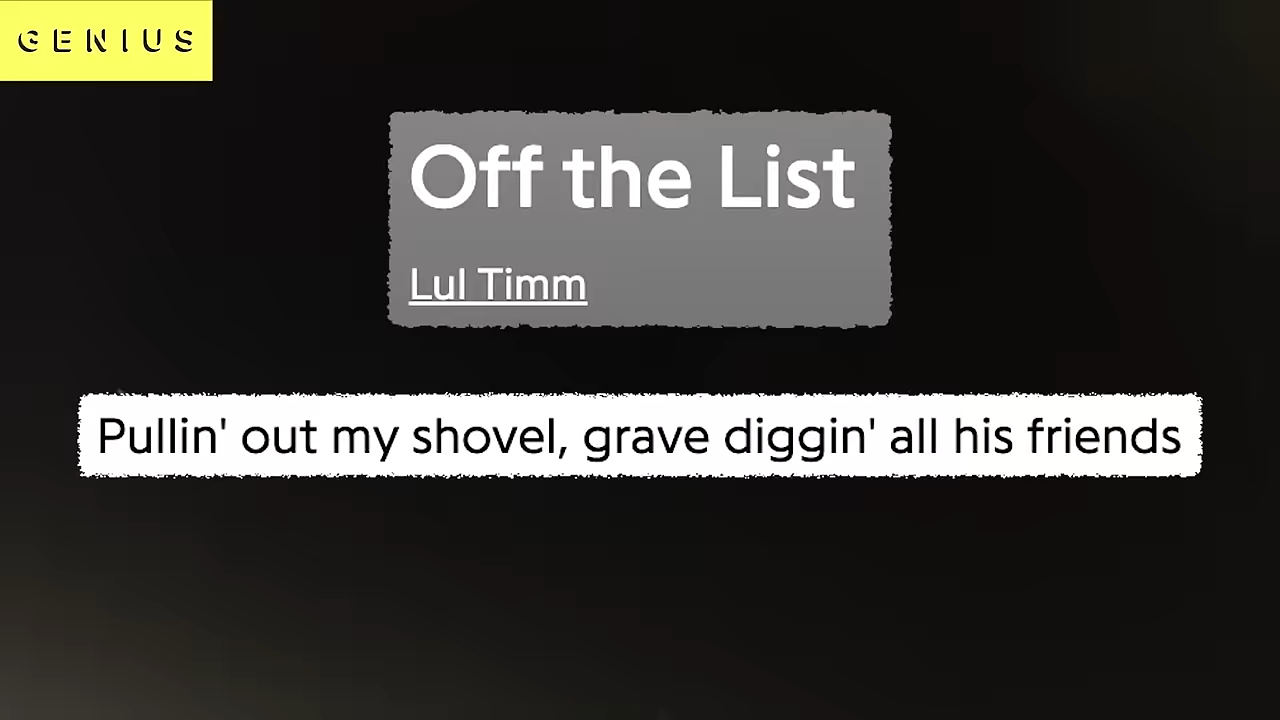 GENIUS
Off the List
Lul Timm
Pullin' out my shovel, grave diggin' all his friends